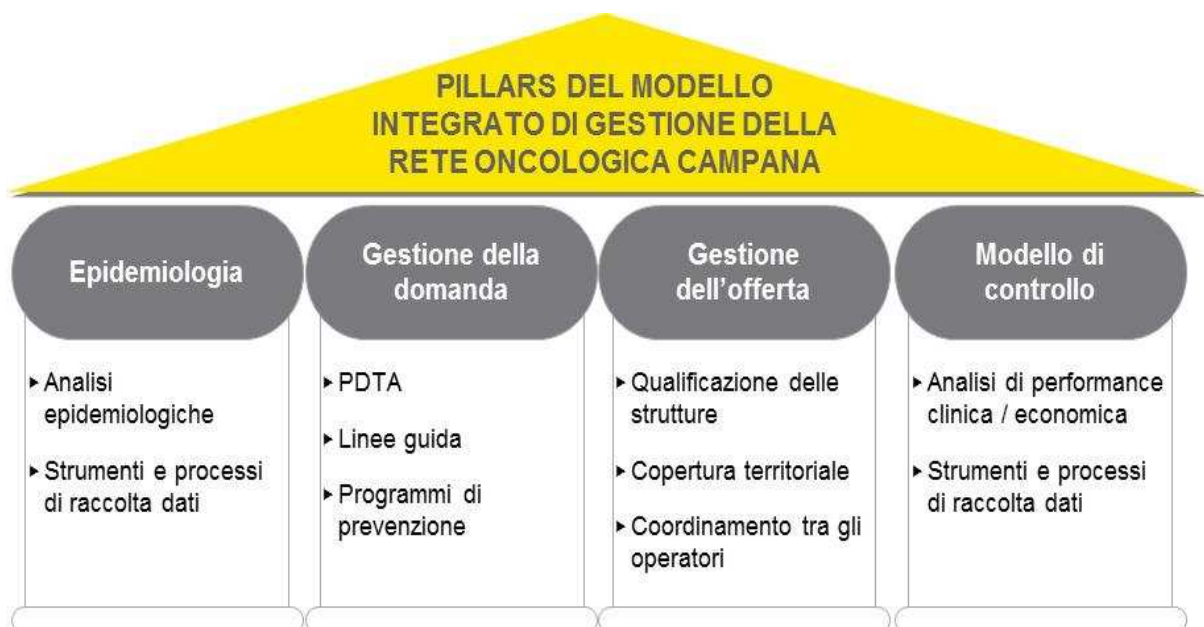 PILLARS DEL MODELLO
INTEGRATO DI GESTIONE DELLA
RETE ONCOLOGICA CAMPANA
Epidemiologia
▸ Analisi
epidemiologiche
▸ Strumenti e processi
di raccolta dati
Gestione della
domanda
▸ PDTA
▸ Linee guida
▸ Programmi di
prevenzione
Gestione
dell'offerta
▸ Qualificazione delle
strutture
▸ Copertura territoriale
▸ Coordinamento tra gli
operatori
Modello di
controllo
▸ Analisi di performance
clinica / economica
▸ Strumenti e processi
di raccolta dati